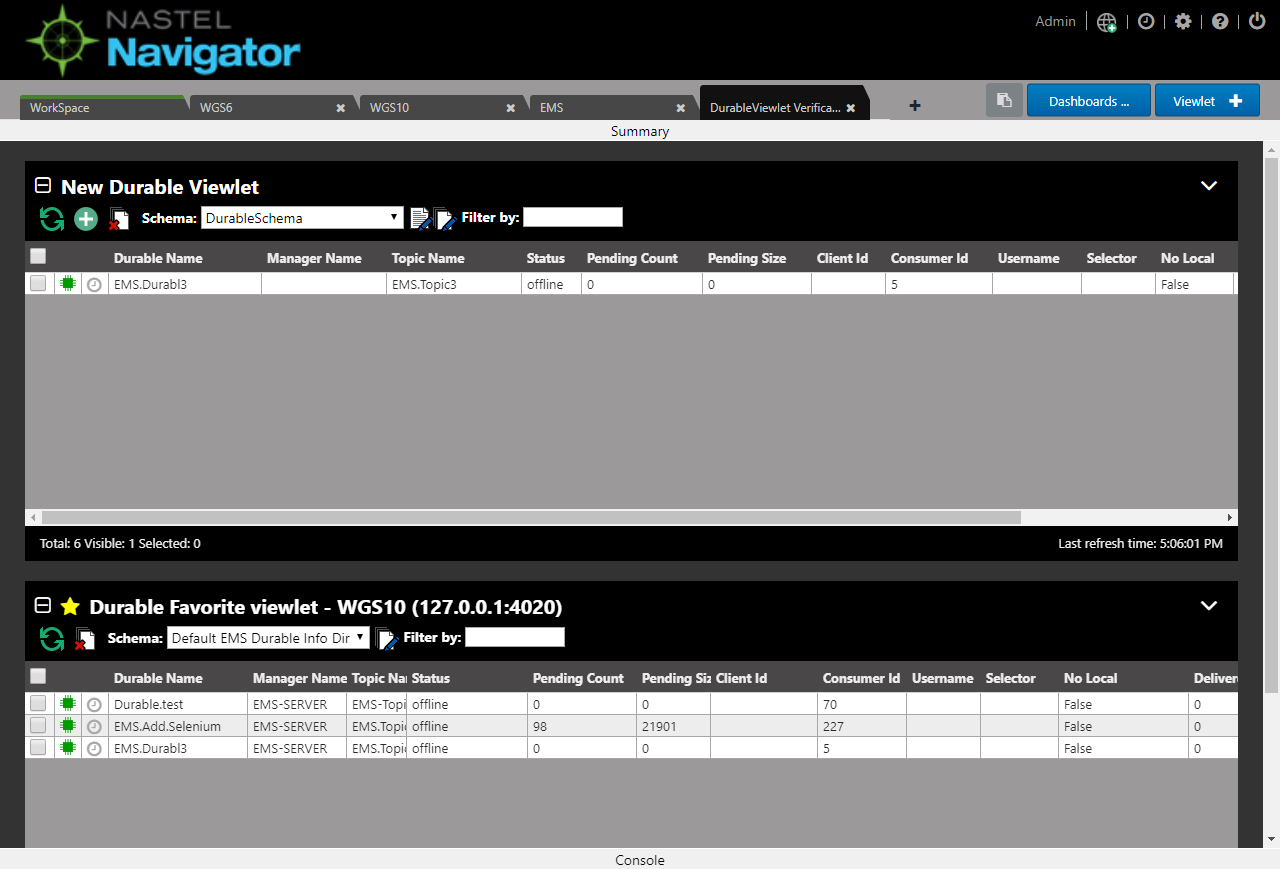 NASTEL
Navigator
Admin
WorkSpace
WGS6
WGS10
EMS
DurableViewlet Verifica...
Dashboards ...
Viewlet
Summary
New Durable Viewlet
Schema: DurableSchema Filter by:
Durable Name Manager Name Topic Name Status Pending Count Pending Size Client Id Consumer Id Username Selector No Local
EMS.Durabl3 EMS.Topic3 offline 0 0 5 False
Total: 6 Visible: 1 Selected: 0 Last refresh time: 5:06:01 PM
Durable Favorite viewlet - WGS10 (127.0.0.1:4020)
Schema: Default EMS Durable Info Dir Filter by:
Durable Name Manager Name Topic Na Status Pending Count Pending Siz Client Id Consumer Id Username Selector No Local Deliver
Durable.test EMS-SERVER EMS-Topi offline 0 0 70 False 0
EMS.Add.Selenium EMS-SERVER EMS.Topic offline 98 21901 227 False 0
EMS.Durabl3 EMS-SERVER EMS.Topic offline 0 0 5 False 0
Console